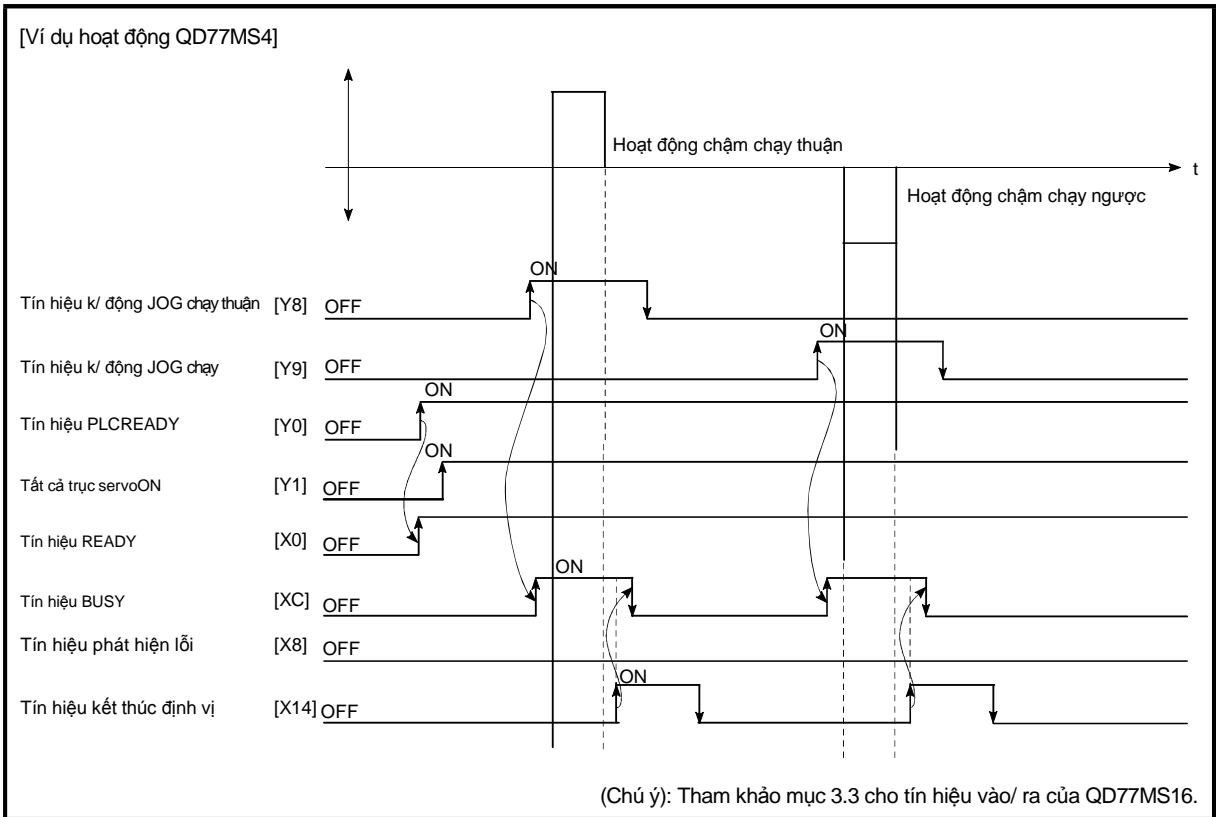 [Ví dụ hoạt động QD77MS4]
Hoạt động chậm chạy thuận
t
Hoạt động chậm chạy ngược
ON
Tín hiệu k/ động JOG chạy thuận [Y8] OFF
ON
Tín hiệu k/ động JOG chạy [Y9] OFF
ON
Tín hiệu PLCREADY [Y0] OFF
ON
Tất cả trục servoON [Y1] OFF
Tín hiệu READY [X0] OFF
ON
Tín hiệu BUSY [XC] OFF
Tín hiệu phát hiện lỗi [X8] OFF
ON
Tín hiệu kết thúc định vị [X14] OFF
(Chú ý): Tham khảo mục 3.3 cho tín hiệu vào/ ra của QD77MS16.